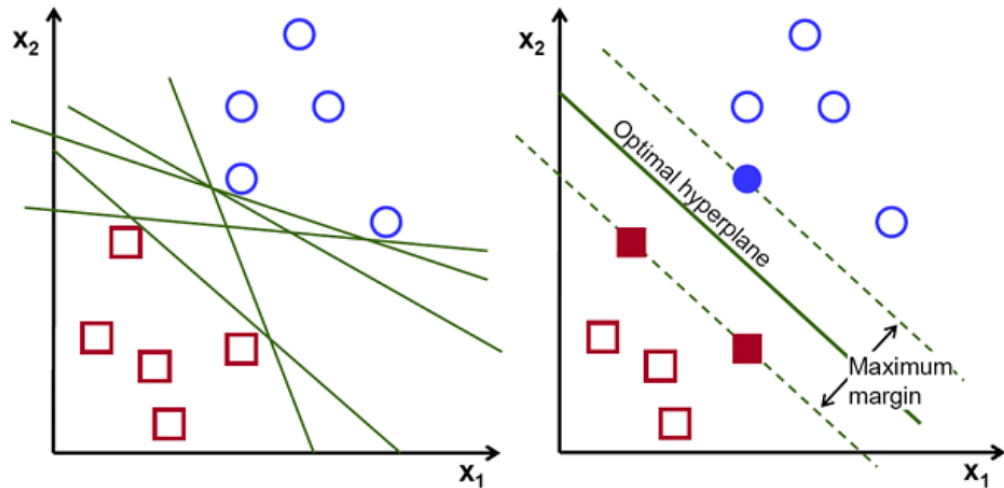 x₂
x₁
x₂
Optimal hyperplane
Maximum
margin
x₁